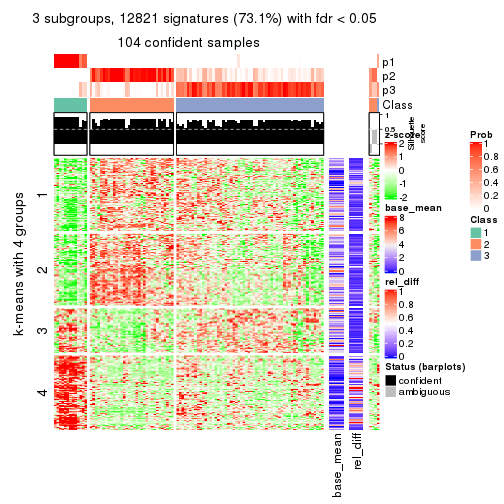 3 subgroups, 12821 signatures (73.1%) with fdr < 0.05
104 confident samples
p1
p2
p3
Class
1
0.5
0
Silhouette
score
k-means with 4 groups
1
2
3
4
base_mean
rel_diff
z-score
2
1
0
-1
-2
base_mean
8
6
4
2
0
rel_diff
1
0.8
0.6
0.4
0.2
0
Status (barplots)
confident
ambiguous
Prob
1
0.8
0.6
0.4
0.2
0
Class
1
2
3